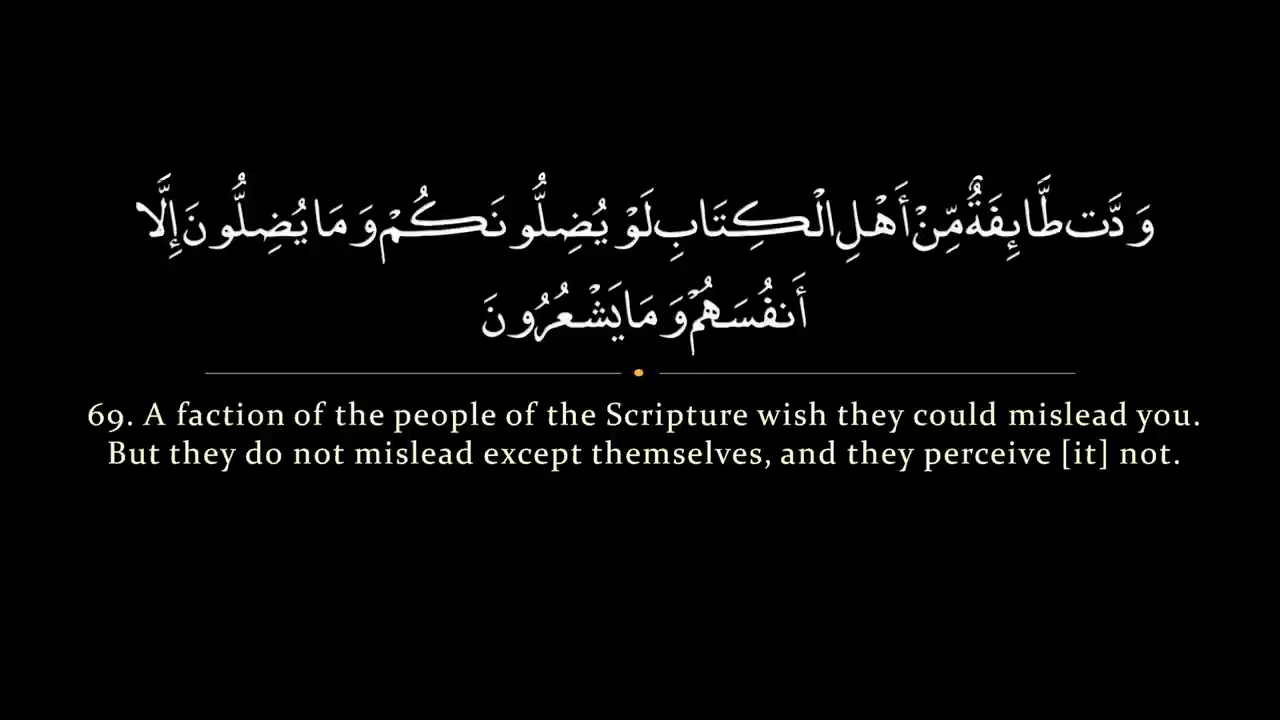 وَدَّت طَّايِٕفَةٌ مِّنْ أَهْلِ الْكِتَابِ لَوْ يُضِلُّونَكُمْ وَمَا يُضِلُّونَ إِلَّا
أَنفُسَهُمْ وَمَا يَشْعُرُونَ
69. A faction of the people of the Scripture wish they could mislead you.
But they do not mislead except themselves, and they perceive [it] not.